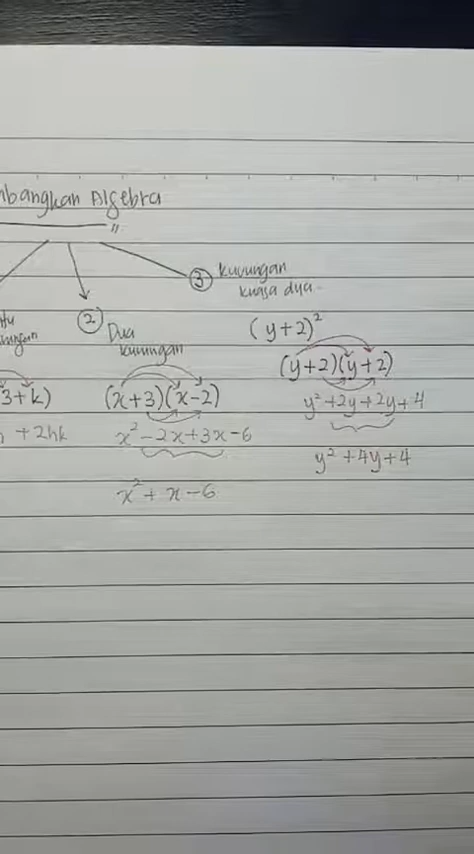 mbangkan Algebra
③ kurungan
kuasa dua
② Dua
kurungan
(y+2)²
(y+2)(y+2)
y²+2y+2y+4
y²+4y+4
(x+3)(x-2)
x²-2x+3x-6
x²+x-6
3+k)
+2hk